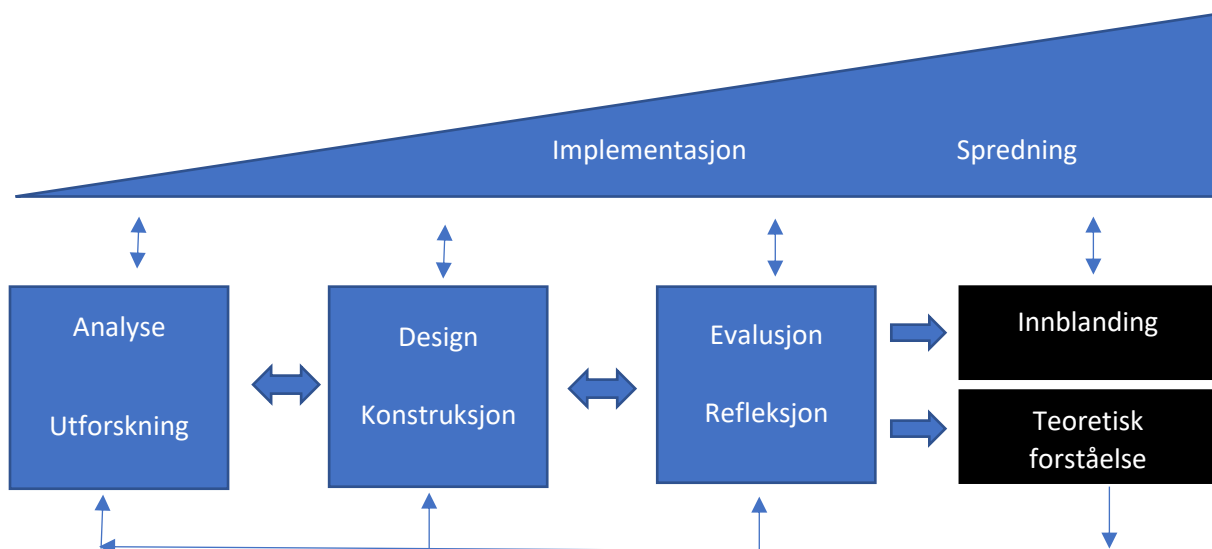 Implementasjon
Spredning
Analyse
Utforskning
Design
Konstruksjon
Evalusjon
Refleksjon
Innblanding
Teoretisk
forståelse